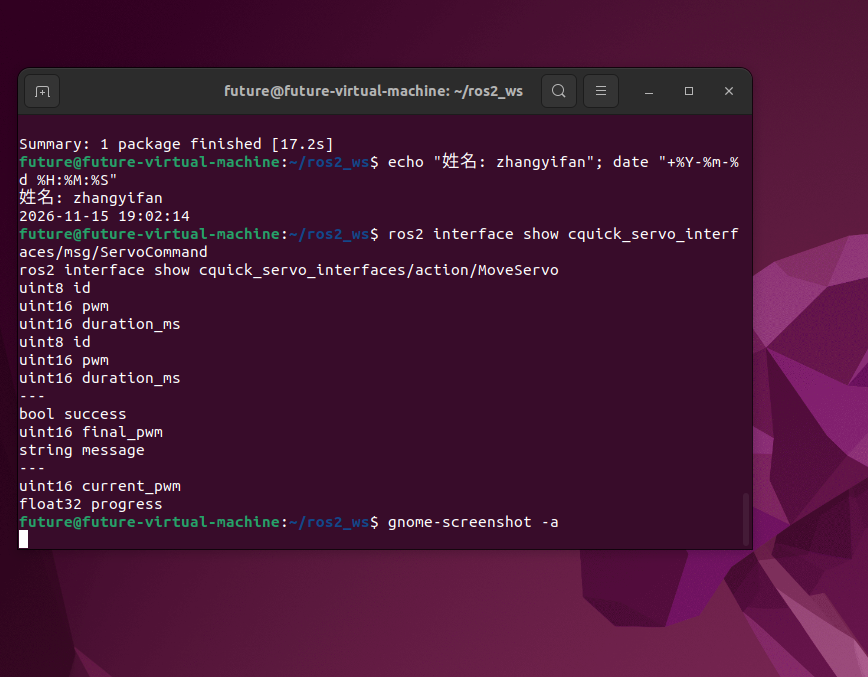 future@future-virtual-machine: ~/ros2_ws
Summary: 1 package finished [17.2s]
future@future-virtual-machine:~/ros2_ws$ echo "姓名: zhangyifan"; date "+%Y-%m-%
d %H:%M:%S"
姓名: zhangyifan
2026-11-15 19:02:14
future@future-virtual-machine:~/ros2_ws$ ros2 interface show cquick_servo_interf
aces/msg/ServoCommand
ros2 interface show cquick_servo_interfaces/action/MoveServo
uint8 id
uint16 pwm
uint16 duration_ms
uint8 id
uint16 pwm
uint16 duration_ms
---
bool success
uint16 final_pwm
string message
---
uint16 current_pwm
float32 progress
future@future-virtual-machine:~/ros2_ws$ gnome-screenshot -a